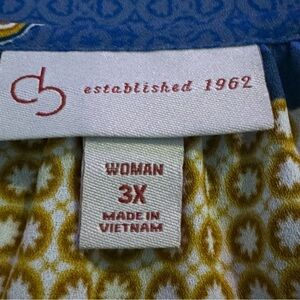 cb established 1962
WOMAN
3X
MADE IN
VIETNAM